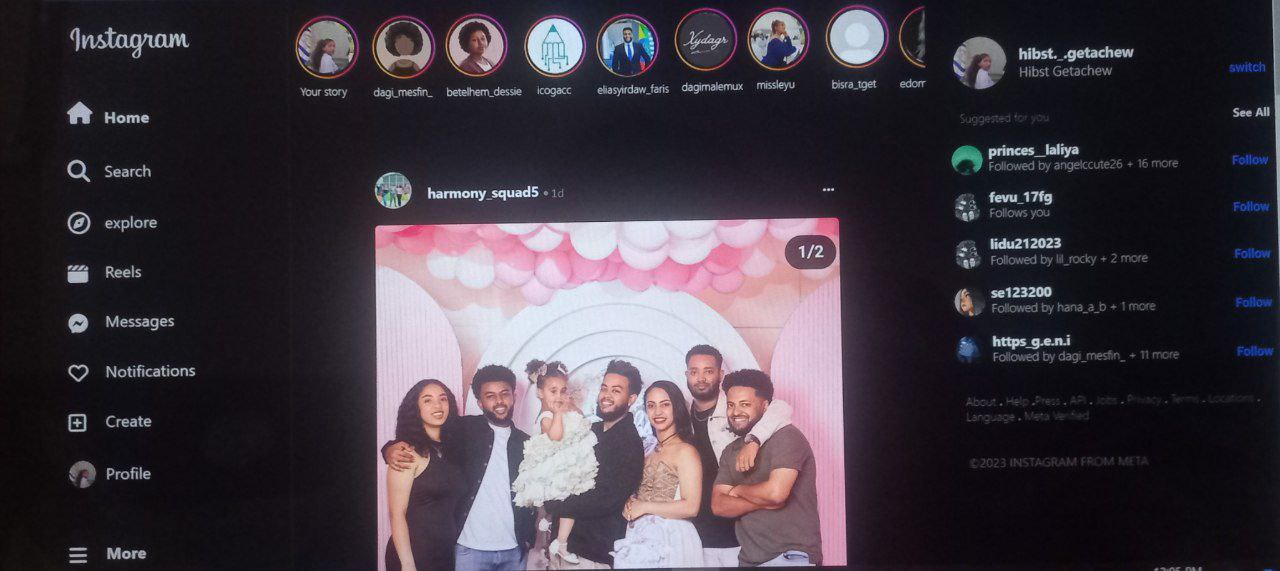 Instagram
Home
Search
explore
Reels
Messages
Notifications
Create
Profile
More
Your story
dagi_mesfin_
betelhem_dessie
icogacc
eliasyirdaw_faris
dagimalemux
missleyu
bisra_tget
edom
Xydagr
harmony_squad5 • 1d
...
1/2
hibst._.getachew
Hibst Getachew
switch
Suggested for you
See All
princes__laliya
Followed by angelccute26 + 16 more
Follow
fevu_17fg
Follows you
Follow
lidu212023
Followed by lil_rocky + 2 more
Follow
se123200
Followed by hana_a_b + 1 more
Follow
https_g.e.n.i
Followed by dagi_mesfin_ + 11 more
Follow
About . Help .Press . API . Jobs . Privacy . Terms . Locations .
Language . Meta Verified
©2023 INSTAGRAM FROM META